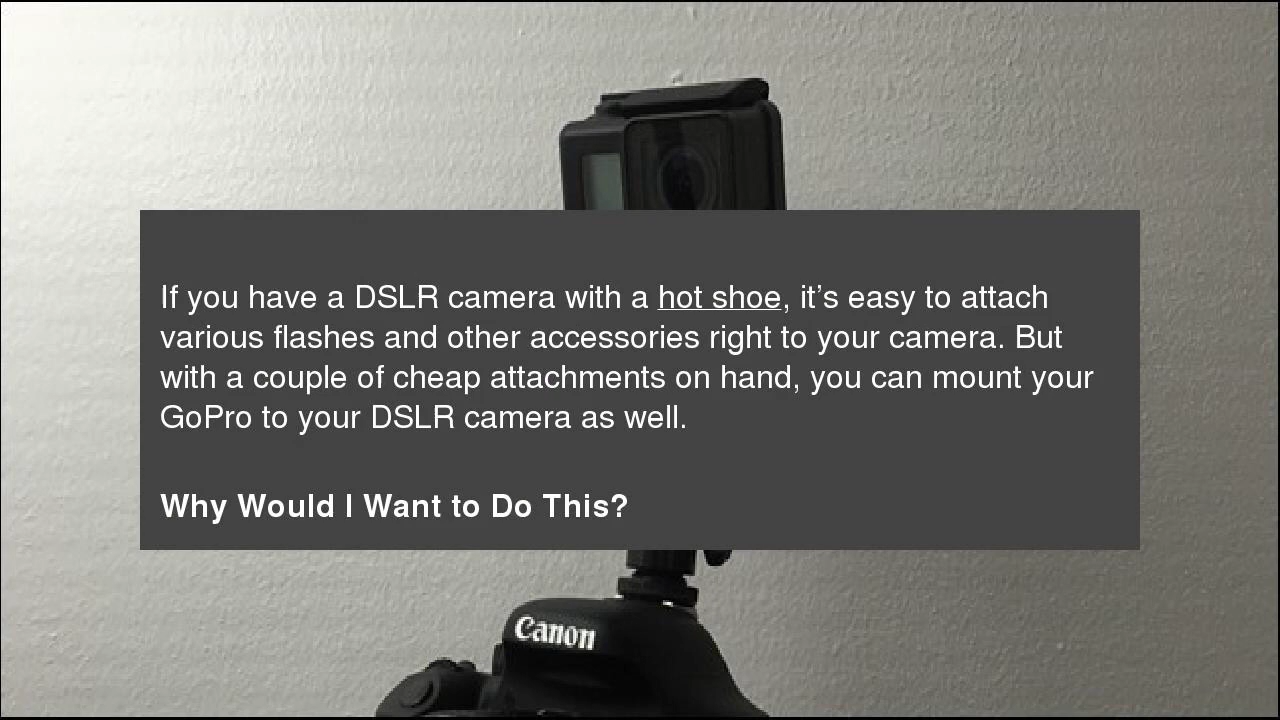 If you have a DSLR camera with a hot shoe, it’s easy to attach
various flashes and other accessories right to your camera. But
with a couple of cheap attachments on hand, you can mount your
GoPro to your DSLR camera as well.
Why Would I Want to Do This?
Canon